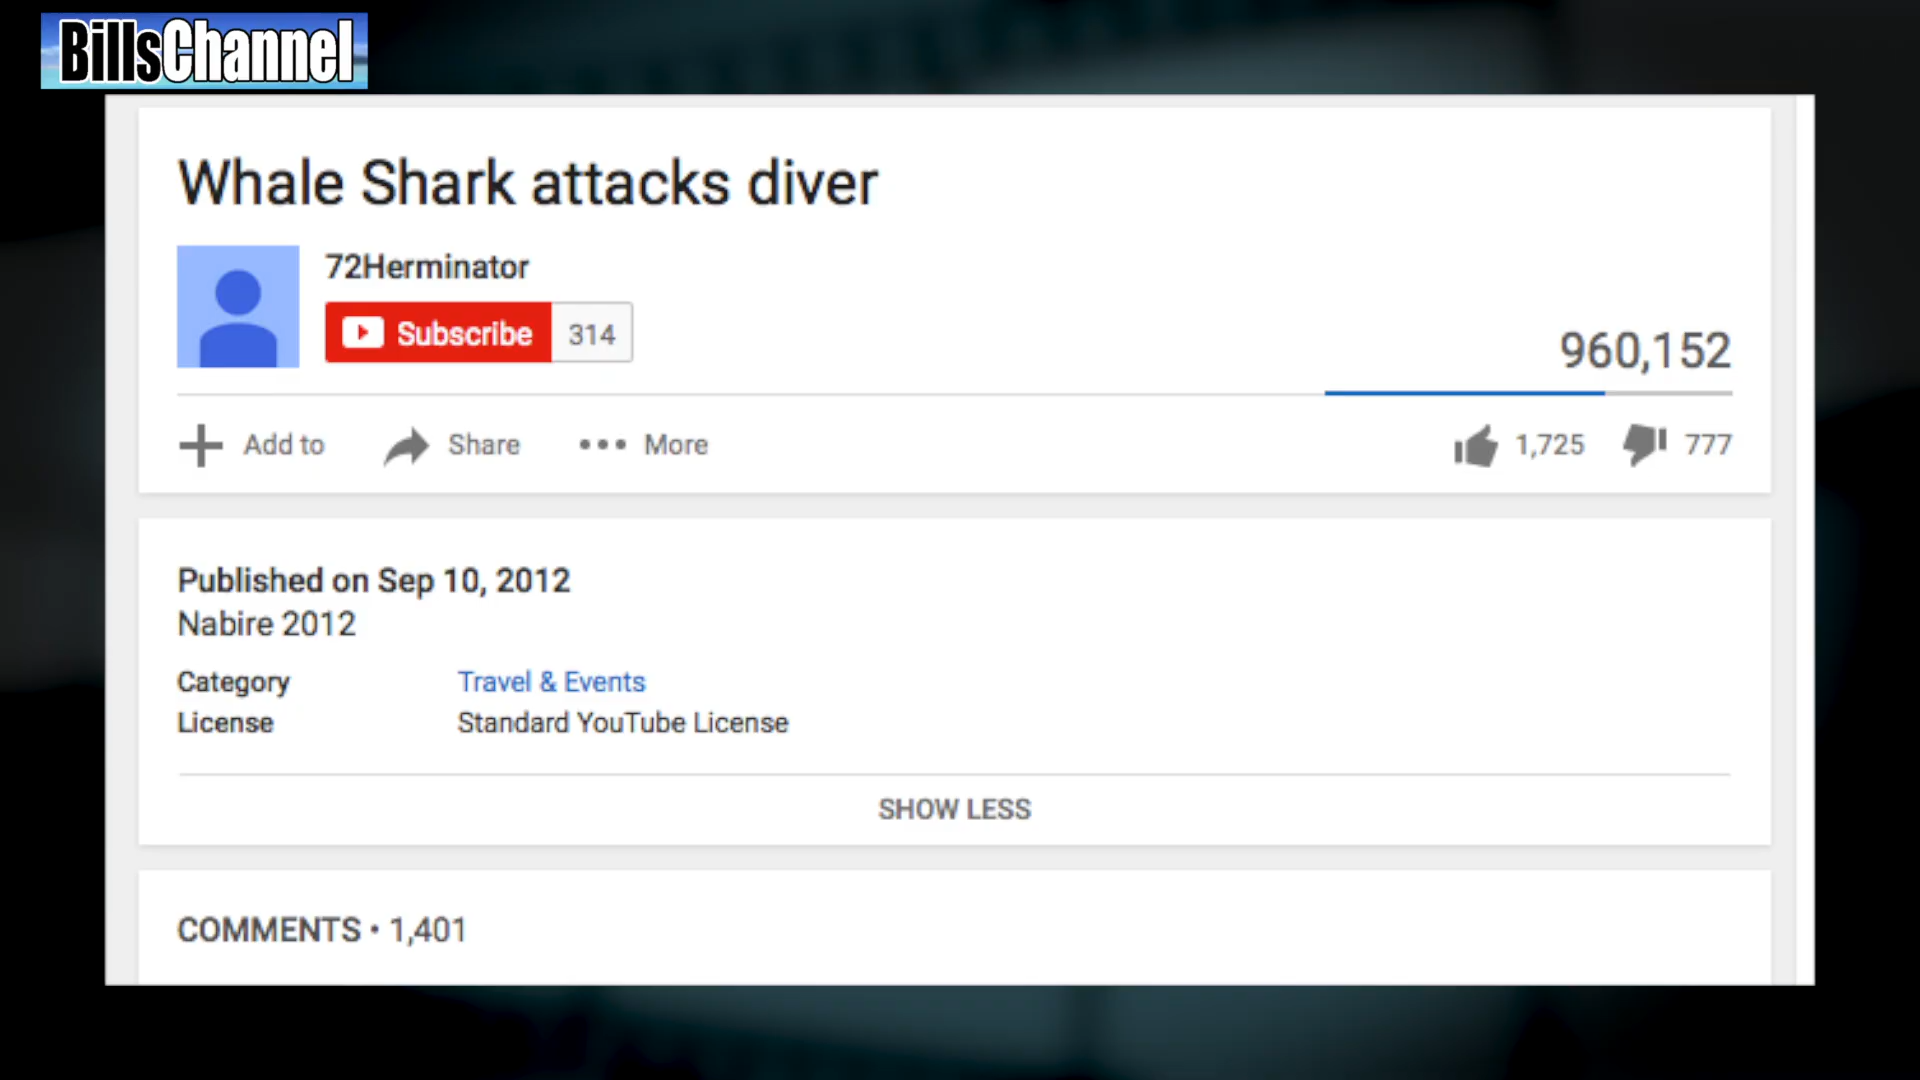 BillsChannel
Whale Shark attacks diver
72Herminator
Subscribe 314
960,152
Add to Share More 1,725 777
Published on Sep 10, 2012
Nabire 2012
Category Travel & Events
License Standard YouTube License
SHOW LESS
COMMENTS • 1,401